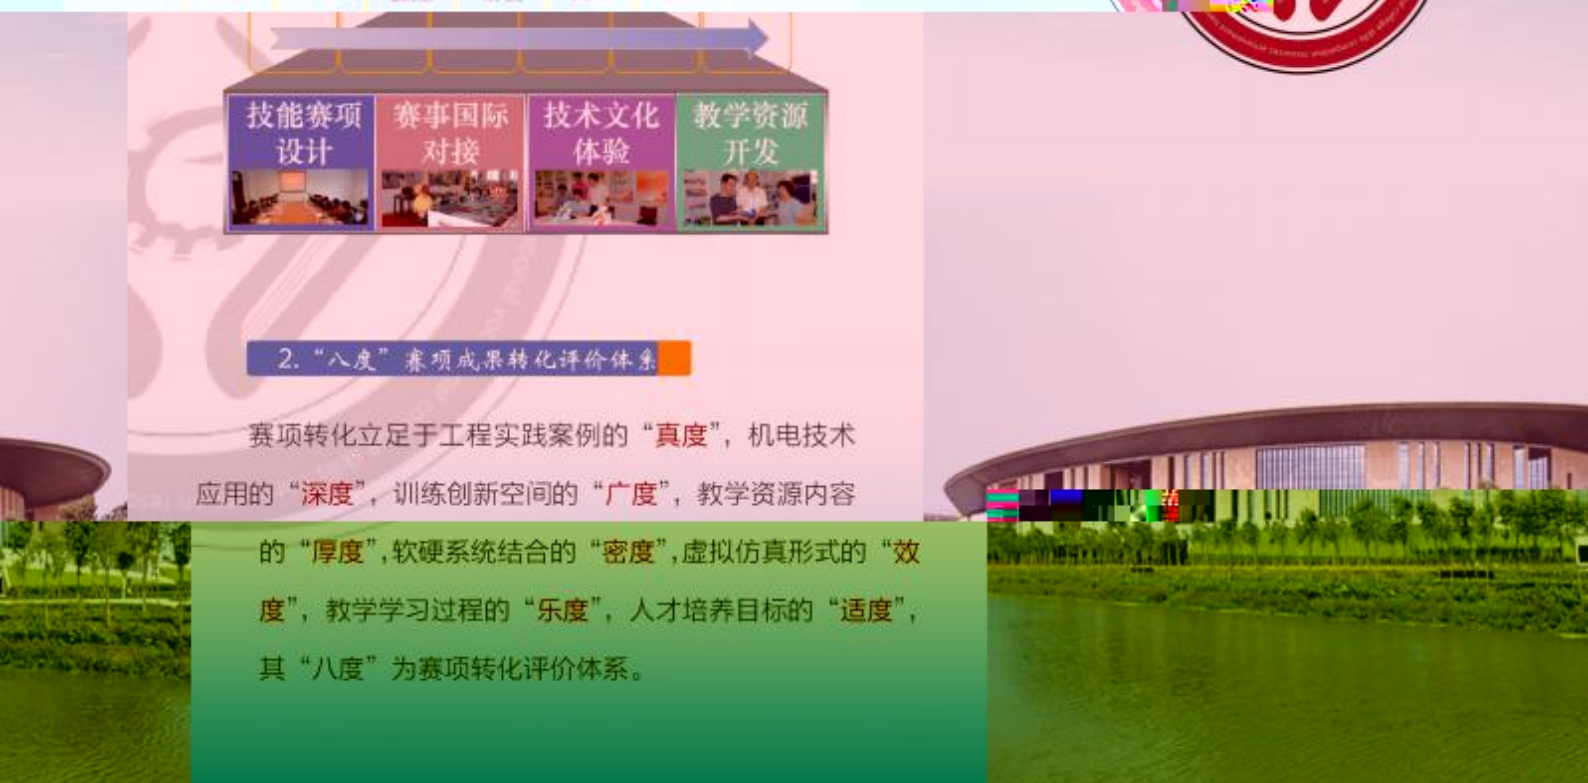 技能赛项 赛事国际 技术文化 教学资源
设计 对接 体验 开发
2. “八度”赛项成果转化评价体系
赛项转化立足于工程实践案例的“真度”，机电技术
应用的“深度”，训练创新空间的“广度”，教学资源内容
的“厚度”,软硬系统结合的“密度”,虚拟仿真形式的“效
度”，教学学习过程的“乐度”，人才培养目标的“适度”，
其“八度”为赛项转化评价体系。